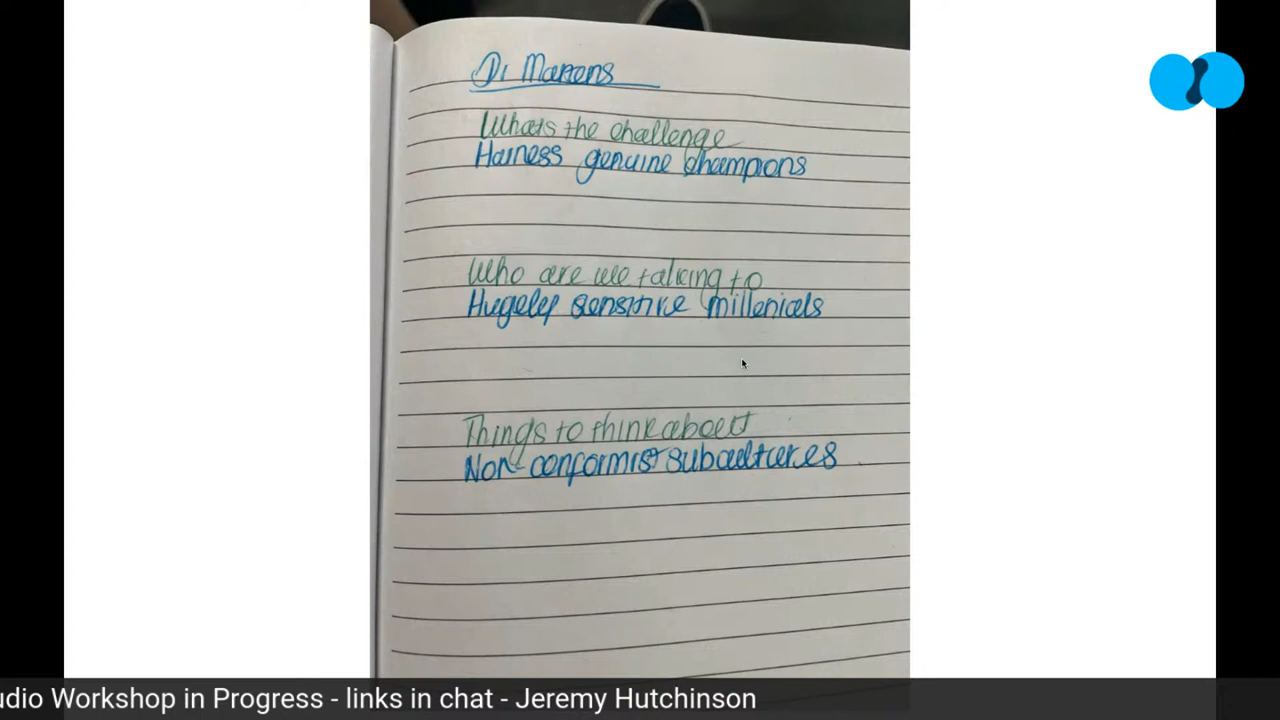 Dr Martens
Whats the challenge
Harness genuine champions
Who are we talking to
Hugely sensitive millenials
Things to think about
Non-conformist subcultures
udio Workshop in Progress - links in chat - Jeremy Hutchinson